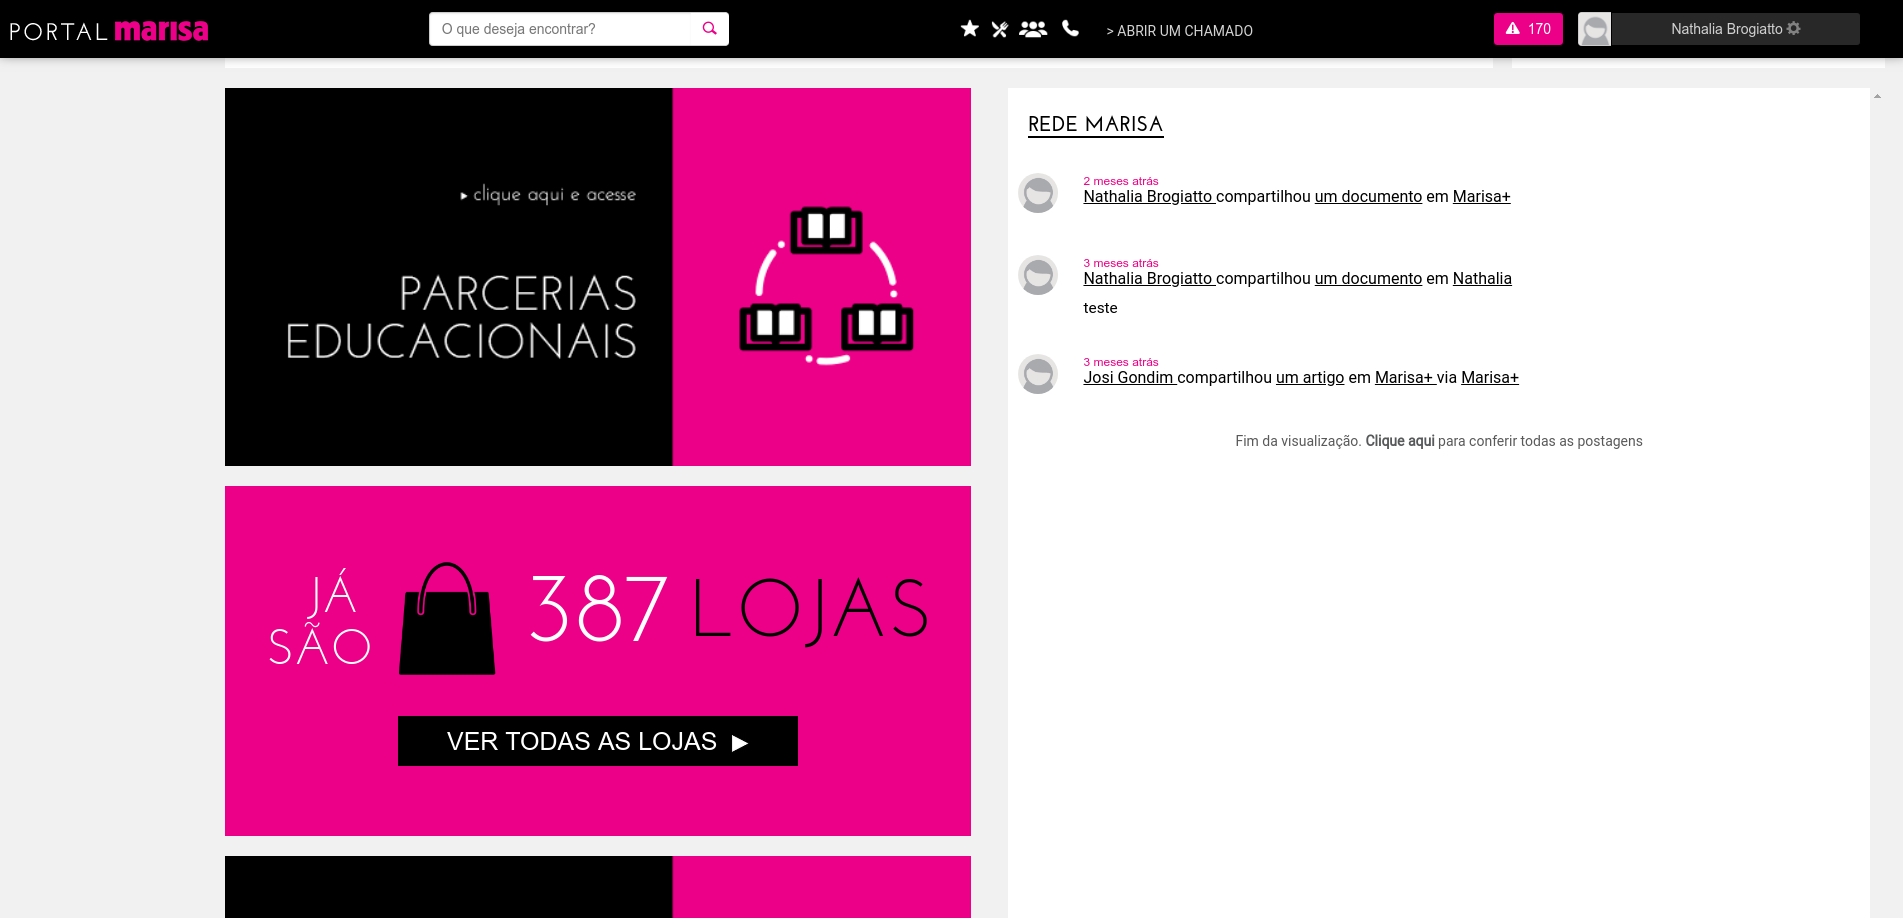 PORTAL marisa
O que deseja encontrar?
> ABRIR UM CHAMADO
170
Nathalia Brogiatto
▸ clique aqui e acesse
PARCERIAS
EDUCACIONAIS
JÁ
SÃO
387 LOJAS
VER TODAS AS LOJAS ►
REDE MARISA
2 meses atrás
Nathalia Brogiatto compartilhou um documento em Marisa+
3 meses atrás
Nathalia Brogiatto compartilhou um documento em Nathalia
teste
3 meses atrás
Josi Gondim compartilhou um artigo em Marisa+ via Marisa+
Fim da visualização. Clique aqui para conferir todas as postagens